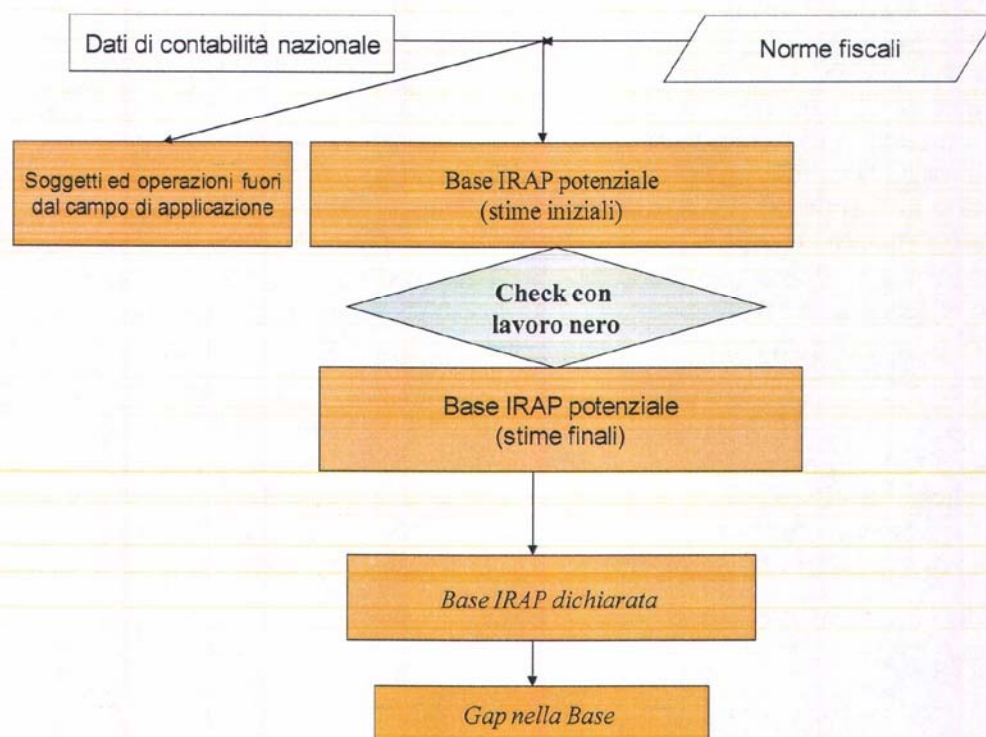 Dati di contabilità nazionale
Norme fiscali
Soggetti ed operazioni fuori
dal campo di applicazione
Base IRAP potenziale
(stime iniziali)
Check con
lavoro nero
Base IRAP potenziale
(stime finali)
Base IRAP dichiarata
Gap nella Base